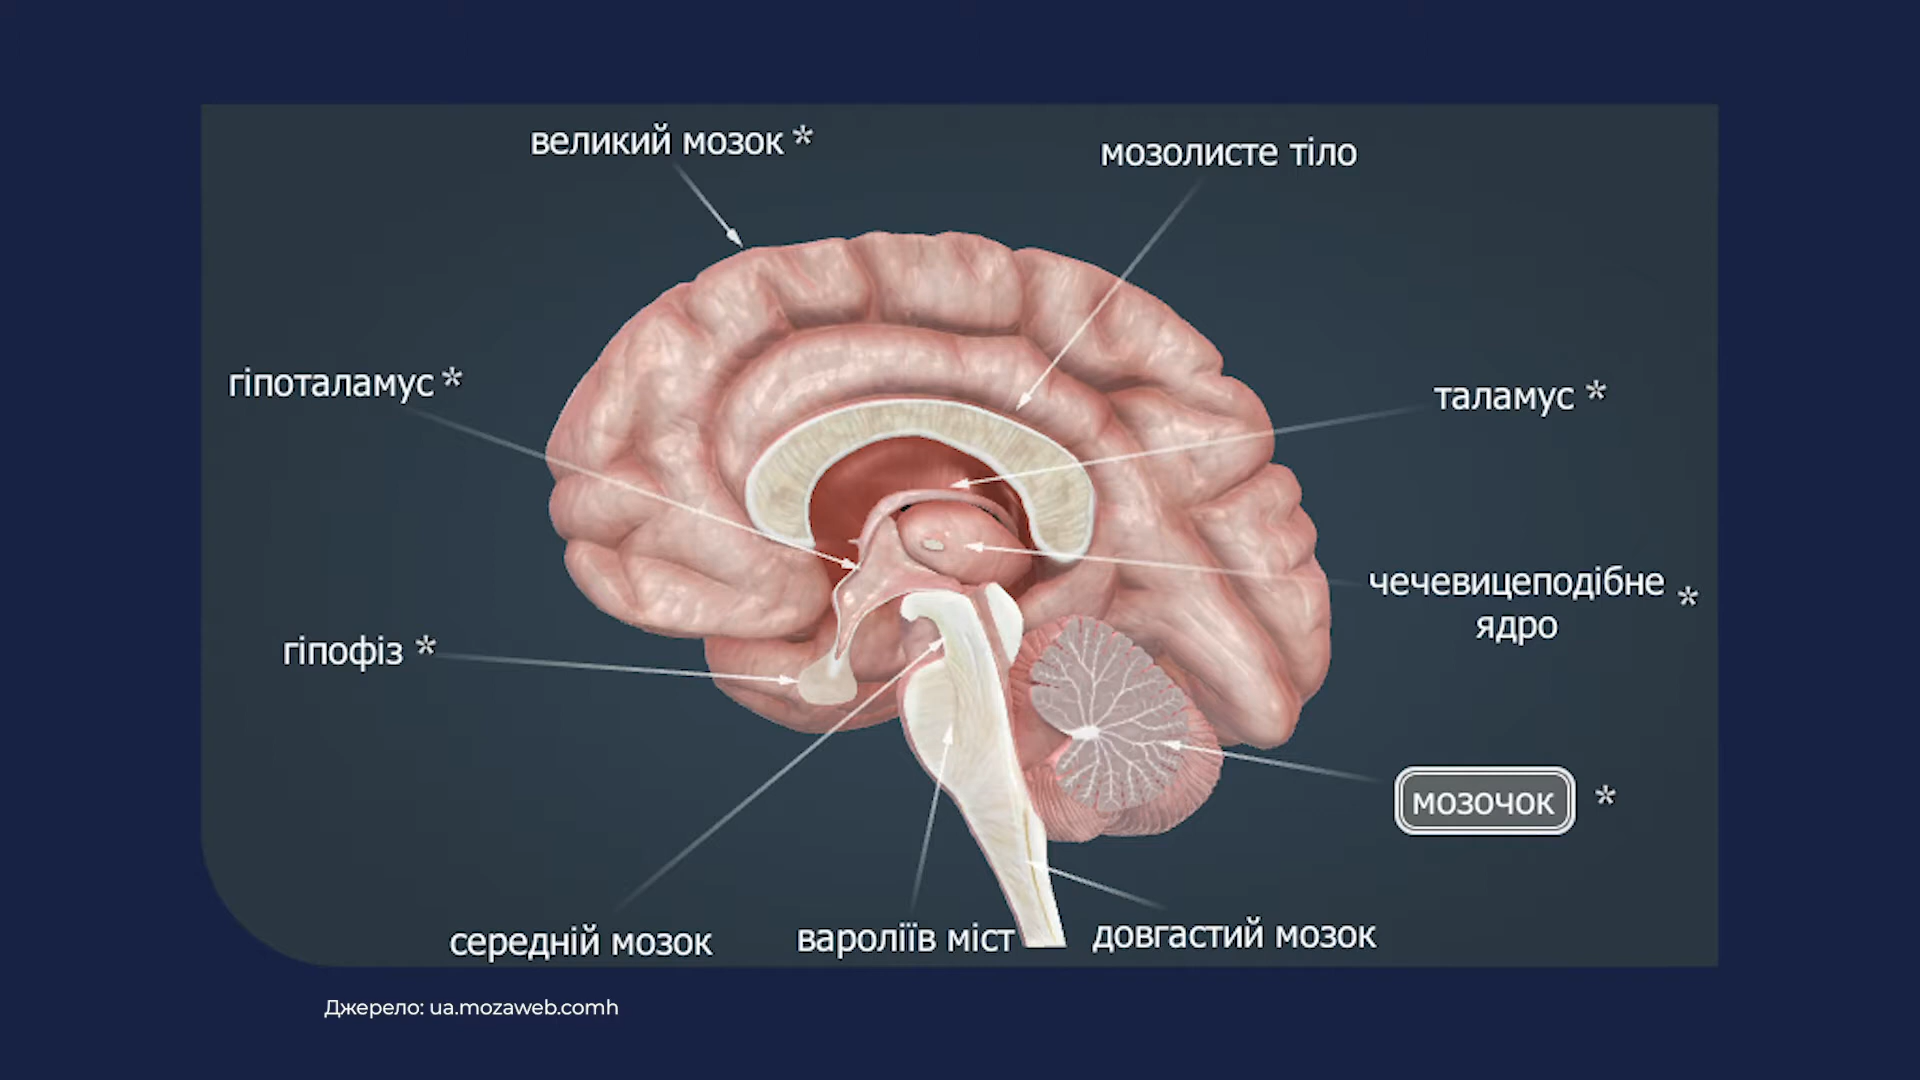 великий мозок *
мозолисте тіло
гіпоталамус *
таламус *
чечевицеподібне *
ядро
гіпофіз *
мозочок *
середній мозок
вароліїв міст
довгастий мозок
Джерело: ua.mozaweb.comh